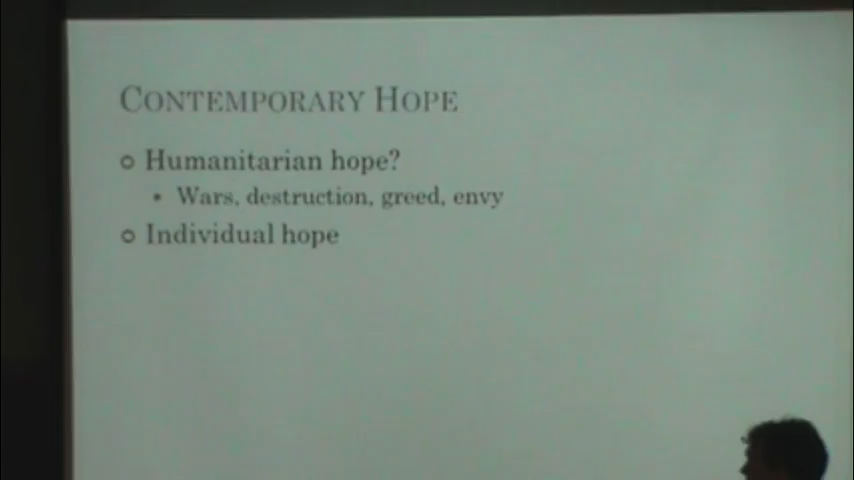 CONTEMPORARY HOPE
Humanitarian hope?
Wars, destruction, greed, envy
Individual hope